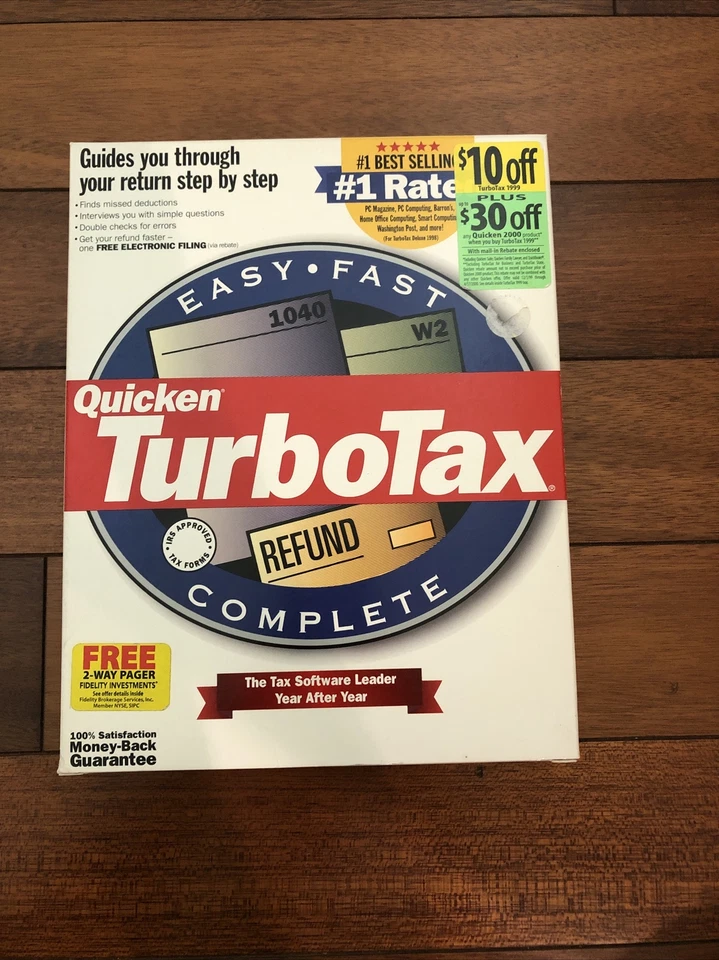 Guides you through
your return step by step
• Finds missed deductions
• Interviews you with simple questions
• Double checks for errors
• Get your refund faster –
one FREE ELECTRONIC FILING (via rebate)
#1 BEST SELLIN
#1 Rate
PC Magazine, PC Computing, Barron's,
Home Office Computing, Smart Computin
Washington Post, and more!
(For TurboTax Deluxe 1998)
$10 off
TurboTax 1999
PLUS
up to
$30 off
any Quicken 2000 product*
when you buy TurboTax 1999**
With mail-in Rebate enclosed
EASY • FAST
1040
W2
Quicken®
TurboTax®
• IRS APPROVED •
TAX FORMS
REFUND
COMPLETE
FREE
2-WAY PAGER
FIDELITY INVESTMENTS®
See offer details inside
Fidelity Brokerage Services, Inc.
Member NYSE, SIPC
The Tax Software Leader
Year After Year
100% Satisfaction
Money-Back
Guarantee